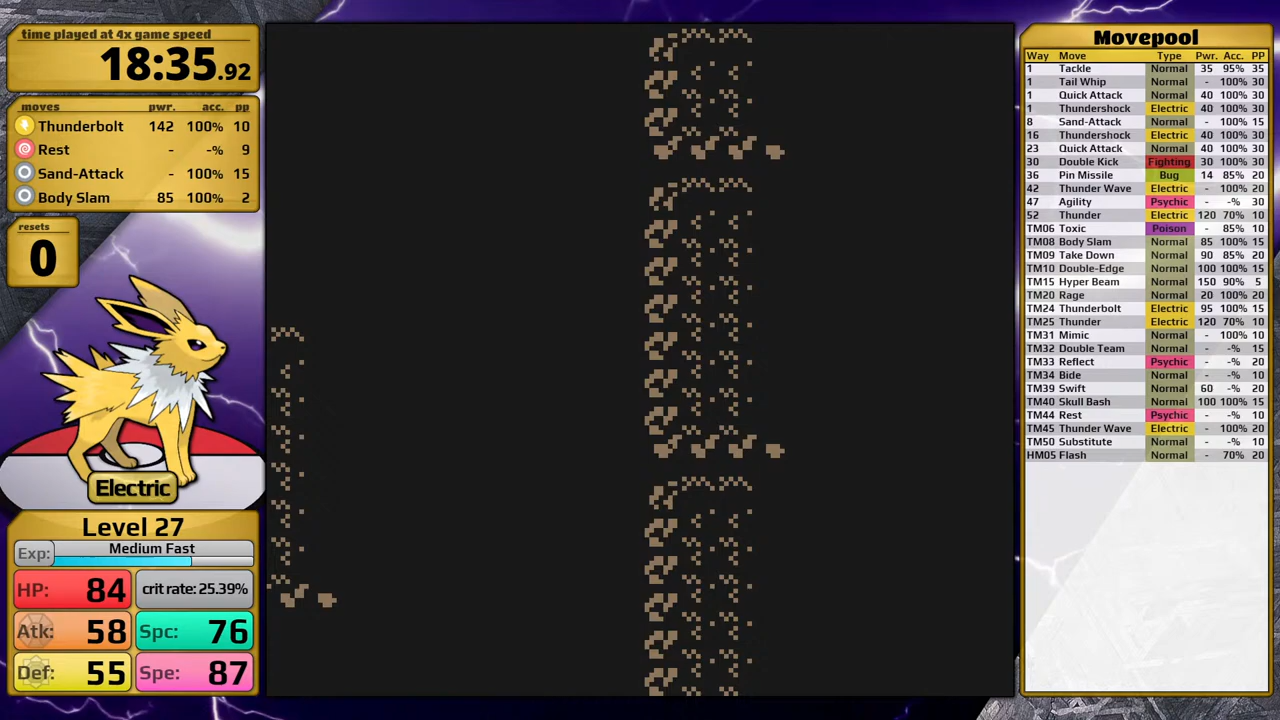 time played at 4x game speed
18:35.92
moves pwr. acc. pp
Thunderbolt 142 100% 10
Rest - -% 9
Sand-Attack - 100% 15
Body Slam 85 100% 2
resets
0
Electric
Level 27
Exp: Medium Fast
HP: 84 crit rate: 25.39%
Atk: 58 Spc: 76
Def: 55 Spe: 87
Movepool
Way Move Type Pwr. Acc. PP
1 Tackle Normal 35 95% 35
1 Tail Whip Normal - 100% 30
1 Quick Attack Normal 40 100% 30
1 Thundershock Electric 40 100% 30
8 Sand-Attack Normal - 100% 15
16 Thundershock Electric 40 100% 30
23 Quick Attack Normal 40 100% 30
30 Double Kick Fighting 30 100% 30
36 Pin Missile Bug 14 85% 20
42 Thunder Wave Electric - 100% 20
47 Agility Psychic - -% 30
52 Thunder Electric 120 70% 10
TM06 Toxic Poison - 85% 10
TM08 Body Slam Normal 85 100% 15
TM09 Take Down Normal 90 85% 20
TM10 Double-Edge Normal 100 100% 15
TM15 Hyper Beam Normal 150 90% 5
TM20 Rage Normal 20 100% 20
TM24 Thunderbolt Electric 95 100% 15
TM25 Thunder Electric 120 70% 10
TM31 Mimic Normal - 100% 10
TM32 Double Team Normal - -% 15
TM33 Reflect Psychic - -% 20
TM34 Bide Normal - -% 10
TM39 Swift Normal 60 -% 20
TM40 Skull Bash Normal 100 100% 15
TM44 Rest Psychic - -% 10
TM45 Thunder Wave Electric - 100% 20
TM50 Substitute Normal - -% 10
HM05 Flash Normal - 70% 20